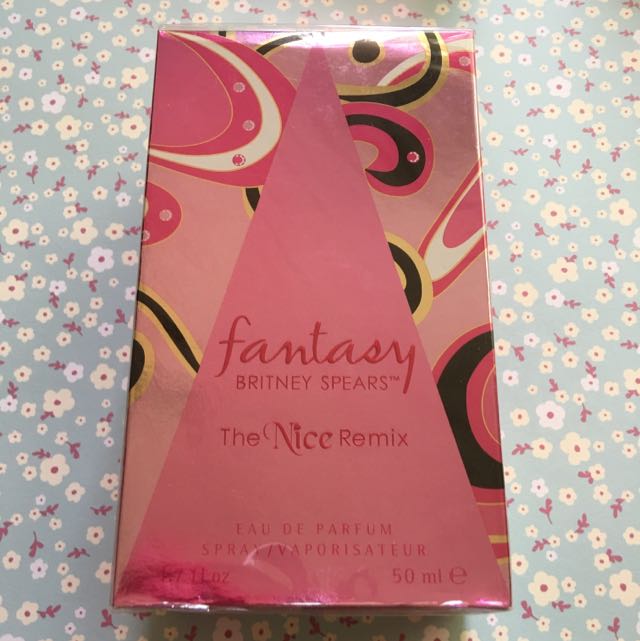 fantasy
BRITNEY SPEARS™
The Nice Remix
EAU DE PARFUM
SPRAY/VAPORISATEUR
1.7 fl oz 50 ml ℮